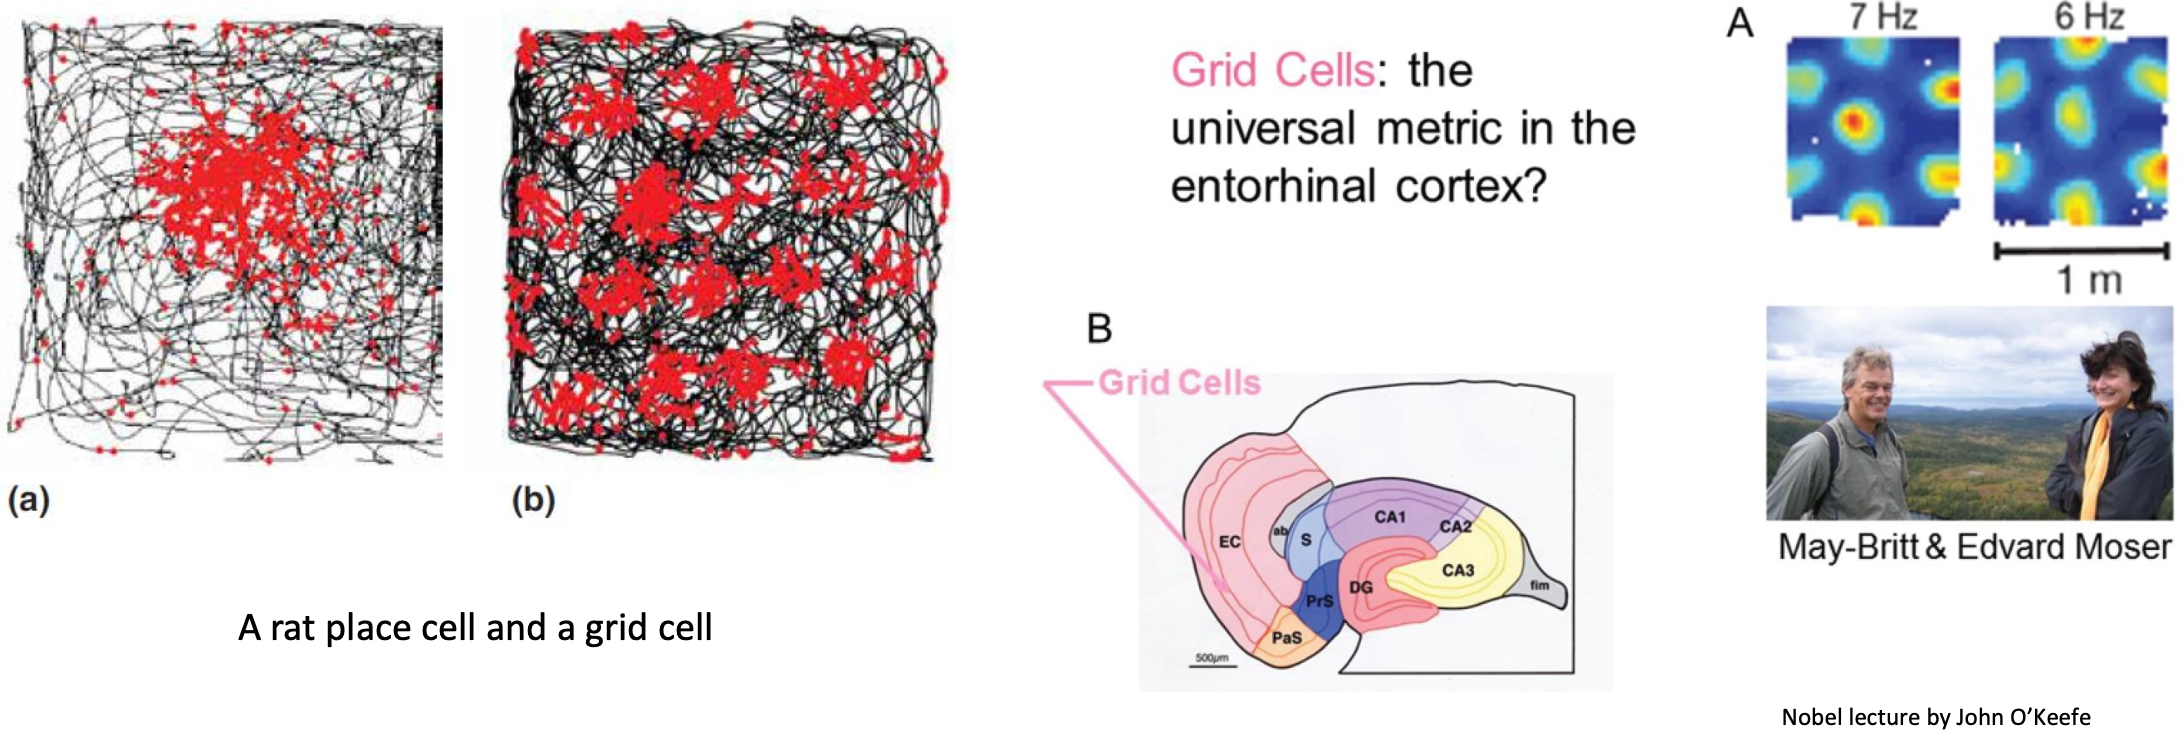 (a)
(b)
A rat place cell and a grid cell
Grid Cells: the
universal metric in the
entorhinal cortex?
A
7 Hz
6 Hz
1 m
May-Britt & Edvard Moser
B
Grid Cells
EC
ab
S
CA1
CA2
CA3
DG
PrS
PaS
fim
500µm
Nobel lecture by John O’Keefe